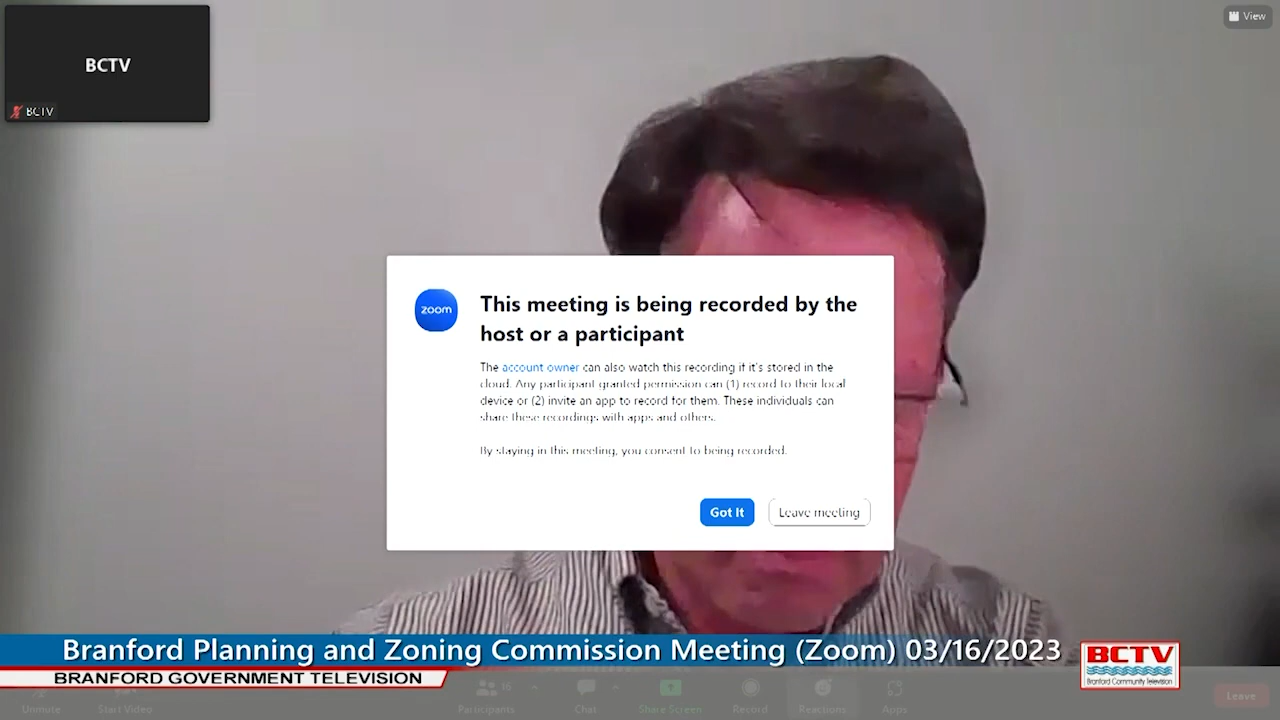 BCTV
BCTV
View
zoom
This meeting is being recorded by the
host or a participant
The account owner can also watch this recording if it's stored in the
cloud. Any participant granted permission can (1) record to their local
device or (2) invite an app to record for them. These individuals can
share these recordings with apps and others.
By staying in this meeting, you consent to being recorded.
Got It
Leave meeting
Branford Planning and Zoning Commission Meeting (Zoom) 03/16/2023
BRANFORD GOVERNMENT TELEVISION
BCTV
Branford Community Television
Unmute
Start Video
Participants
16
Chat
Share Screen
Record
Reactions
Apps
Leave